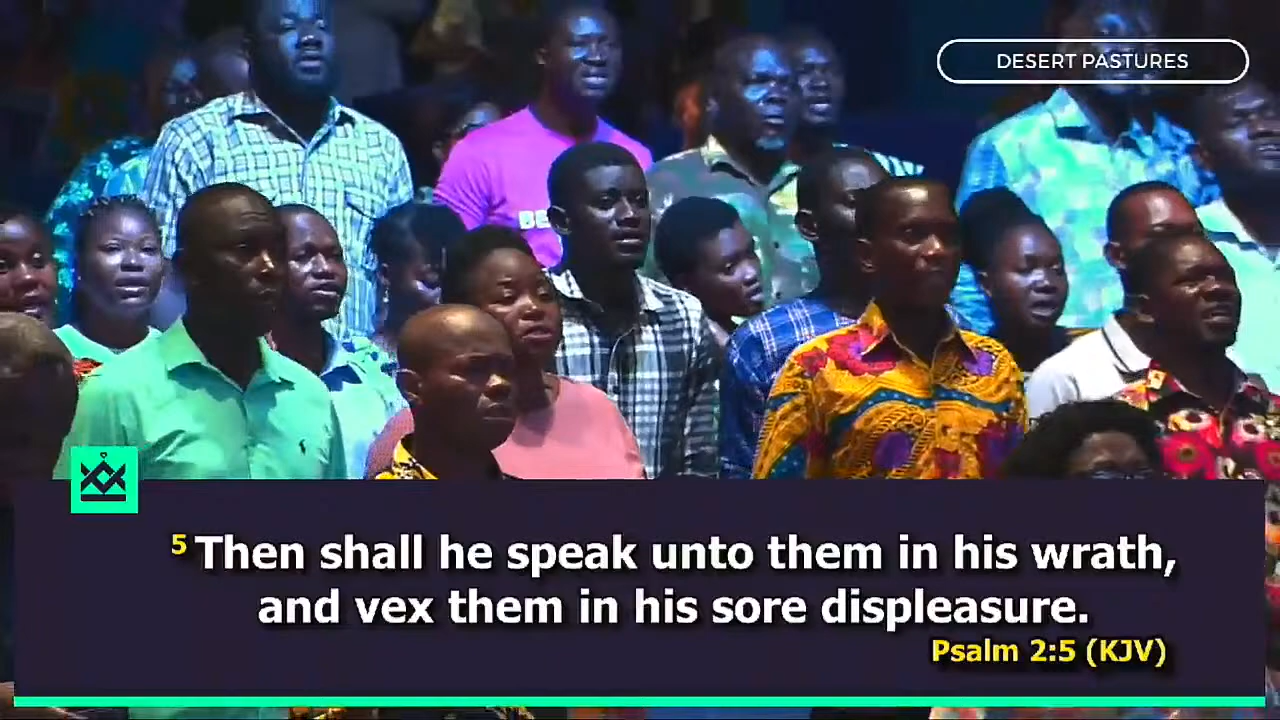 DESERT PASTURES
BE
5 Then shall he speak unto them in his wrath,
and vex them in his sore displeasure.
Psalm 2:5 (KJV)